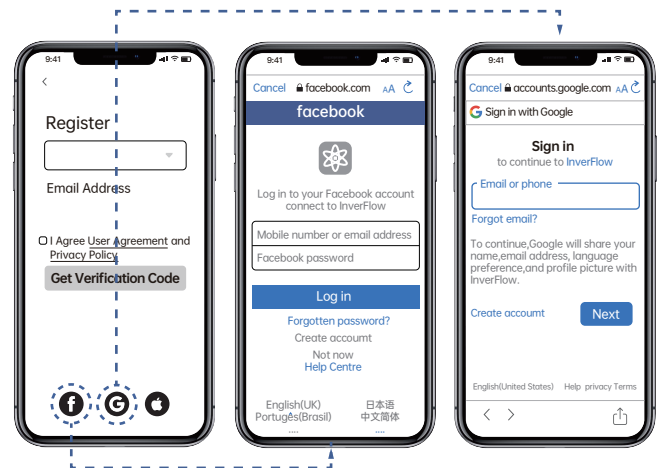 9:41
Register
Email Address
I Agree User Agreement and
Privacy Policy
Get Verification Code
9:41
Cancel facebook.com AA
facebook
Log in to your Facebook account
connect to InverFlow
Mobile number or email address
Facebook password
Log in
Forgotten password?
Create accoumt
Not now
Help Centre
English(UK) 日本语
Português(Brasil) 中文简体
.... ....
9:41
Cancel accounts.google.com AA
G Sign in with Google
Sign in
to continue to InverFlow
Email or phone
Forgot email?
To continue,Google will share your
name,email address, language
preference,and profile picture with
InverFlow.
Create accoumt Next
English(United States) Help privacy Terms